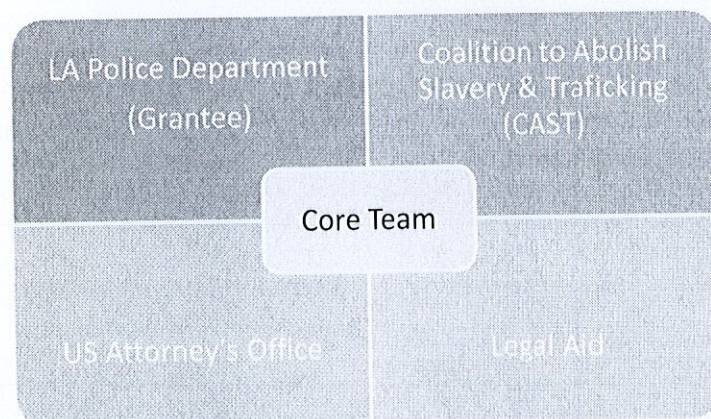 LA Police Department
(Grantee)
Coalition to Abolish
Slavery & Traficking
(CAST)
Core Team
US Attorney's Office
Legal Aid